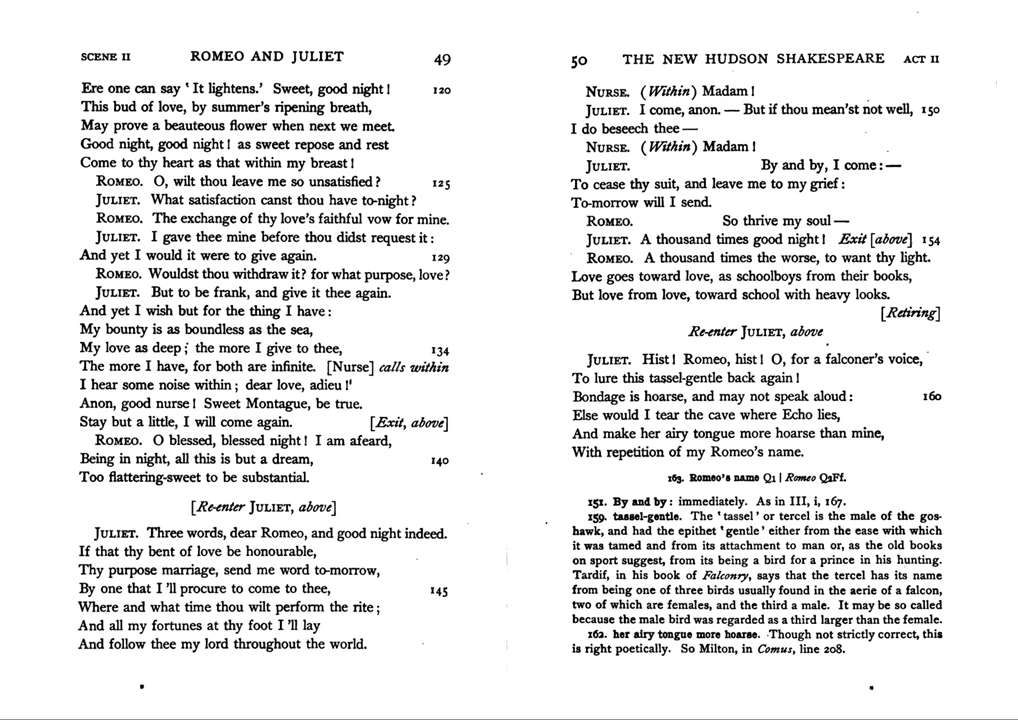 SCENE II ROMEO AND JULIET 49
Ere one can say ‘It lightens.’ Sweet, good night! 120
This bud of love, by summer's ripening breath,
May prove a beauteous flower when next we meet.
Good night, good night! as sweet repose and rest
Come to thy heart as that within my breast!
ROMEO. O, wilt thou leave me so unsatisfied? 125
JULIET. What satisfaction canst thou have to-night?
ROMEO. The exchange of thy love's faithful vow for mine.
JULIET. I gave thee mine before thou didst request it:
And yet I would it were to give again. 129
ROMEO. Wouldst thou withdraw it? for what purpose, love?
JULIET. But to be frank, and give it thee again.
And yet I wish but for the thing I have:
My bounty is as boundless as the sea,
My love as deep; the more I give to thee, 134
The more I have, for both are infinite. [Nurse] calls within
I hear some noise within; dear love, adieu!
Anon, good nurse! Sweet Montague, be true.
Stay but a little, I will come again. [Exit, above]
ROMEO. O blessed, blessed night! I am afeard,
Being in night, all this is but a dream, 140
Too flattering-sweet to be substantial.
[Re-enter JULIET, above]
JULIET. Three words, dear Romeo, and good night indeed.
If that thy bent of love be honourable,
Thy purpose marriage, send me word to-morrow,
By one that I 'll procure to come to thee, 145
Where and what time thou wilt perform the rite;
And all my fortunes at thy foot I 'll lay
And follow thee my lord throughout the world.
50 THE NEW HUDSON SHAKESPEARE ACT II
NURSE. (Within) Madam!
JULIET. I come, anon. — But if thou mean'st not well, 150
I do beseech thee —
NURSE. (Within) Madam!
JULIET. By and by, I come: —
To cease thy suit, and leave me to my grief:
To-morrow will I send.
ROMEO. So thrive my soul —
JULIET. A thousand times good night! Exit [above] 154
ROMEO. A thousand times the worse, to want thy light.
Love goes toward love, as schoolboys from their books,
But love from love, toward school with heavy looks.
[Retiring]
Re-enter JULIET, above
JULIET. Hist! Romeo, hist! O, for a falconer's voice,
To lure this tassel-gentle back again!
Bondage is hoarse, and may not speak aloud: 160
Else would I tear the cave where Echo lies,
And make her airy tongue more hoarse than mine,
With repetition of my Romeo's name.
163. Romeo's name Q1 | Romeo Q2Ff.
151. By and by: immediately. As in III, i, 167.
159. tassel-gentle. The ‘tassel’ or tercel is the male of the gos-
hawk, and had the epithet ‘gentle’ either from the ease with which
it was tamed and from its attachment to man or, as the old books
on sport suggest, from its being a bird for a prince in his hunting.
Tardif, in his book of Falconry, says that the tercel has its name
from being one of three birds usually found in the aerie of a falcon,
two of which are females, and the third a male. It may be so called
because the male bird was regarded as a third larger than the female.
162. her airy tongue more hoarse. Though not strictly correct, this
is right poetically. So Milton, in Comus, line 208.